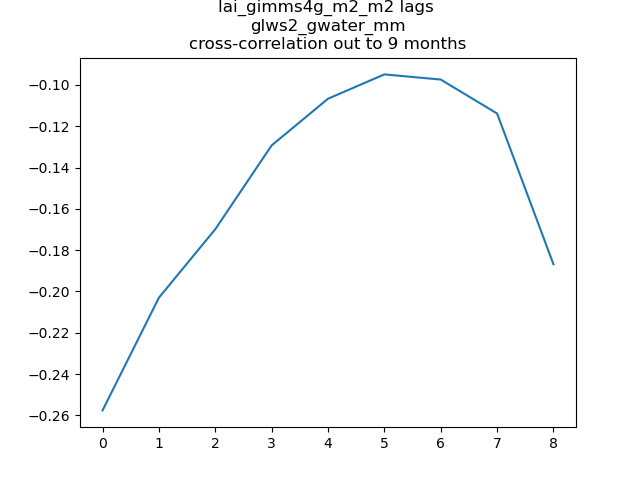 lai_gimms4g_m2_m2 lags
glws2_gwater_mm
cross-correlation out to 9 months
−0.10
−0.12
−0.14
−0.16
−0.18
−0.20
−0.22
−0.24
−0.26
0 1 2 3 4 5 6 7 8